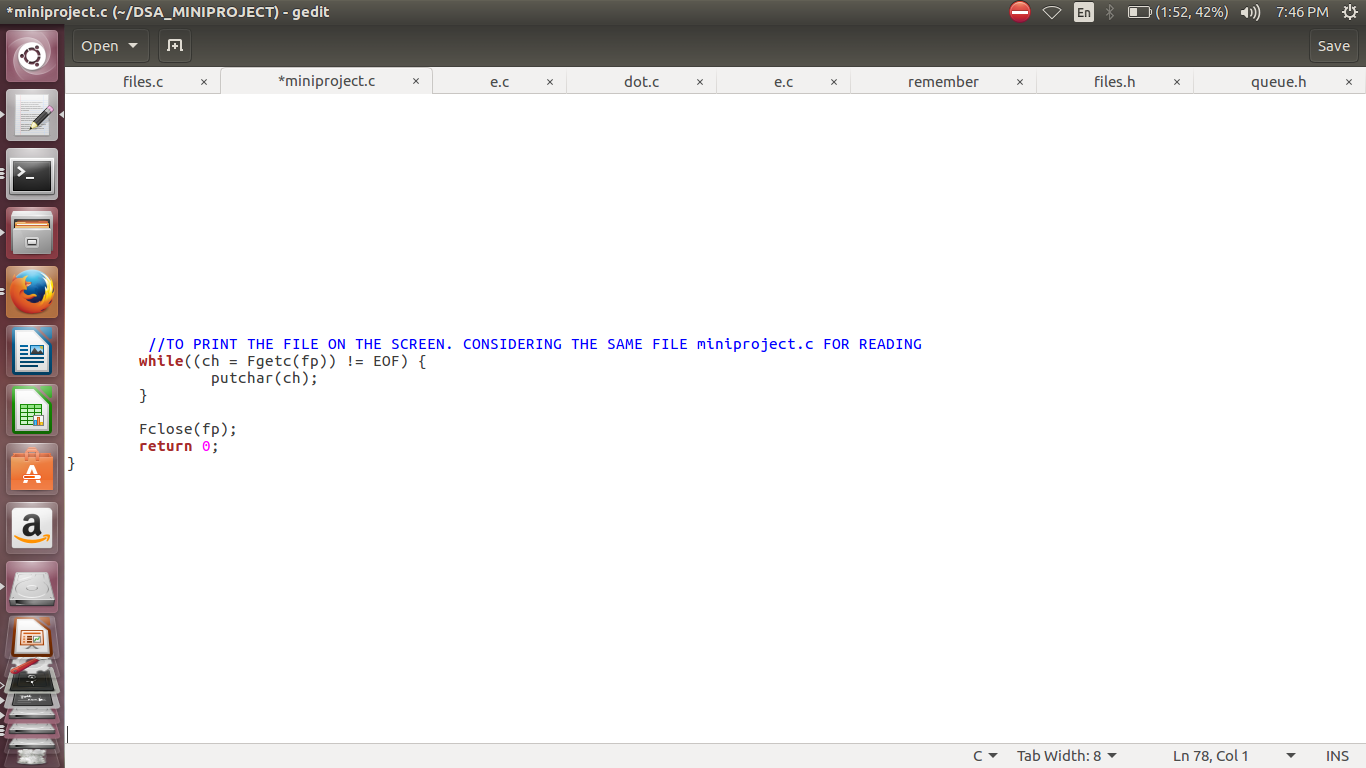 *miniproject.c (~/DSA_MINIPROJECT) - gedit
En
(1:52, 42%)
7:46 PM
Open
Save
files.c ×
*miniproject.c ×
e.c ×
dot.c ×
e.c ×
remember ×
files.h ×
queue.h ×
//TO PRINT THE FILE ON THE SCREEN. CONSIDERING THE SAME FILE miniproject.c FOR READING
while((ch = Fgetc(fp)) != EOF) {
putchar(ch);
}
Fclose(fp);
return 0;
}
C
Tab Width: 8
Ln 78, Col 1
INS